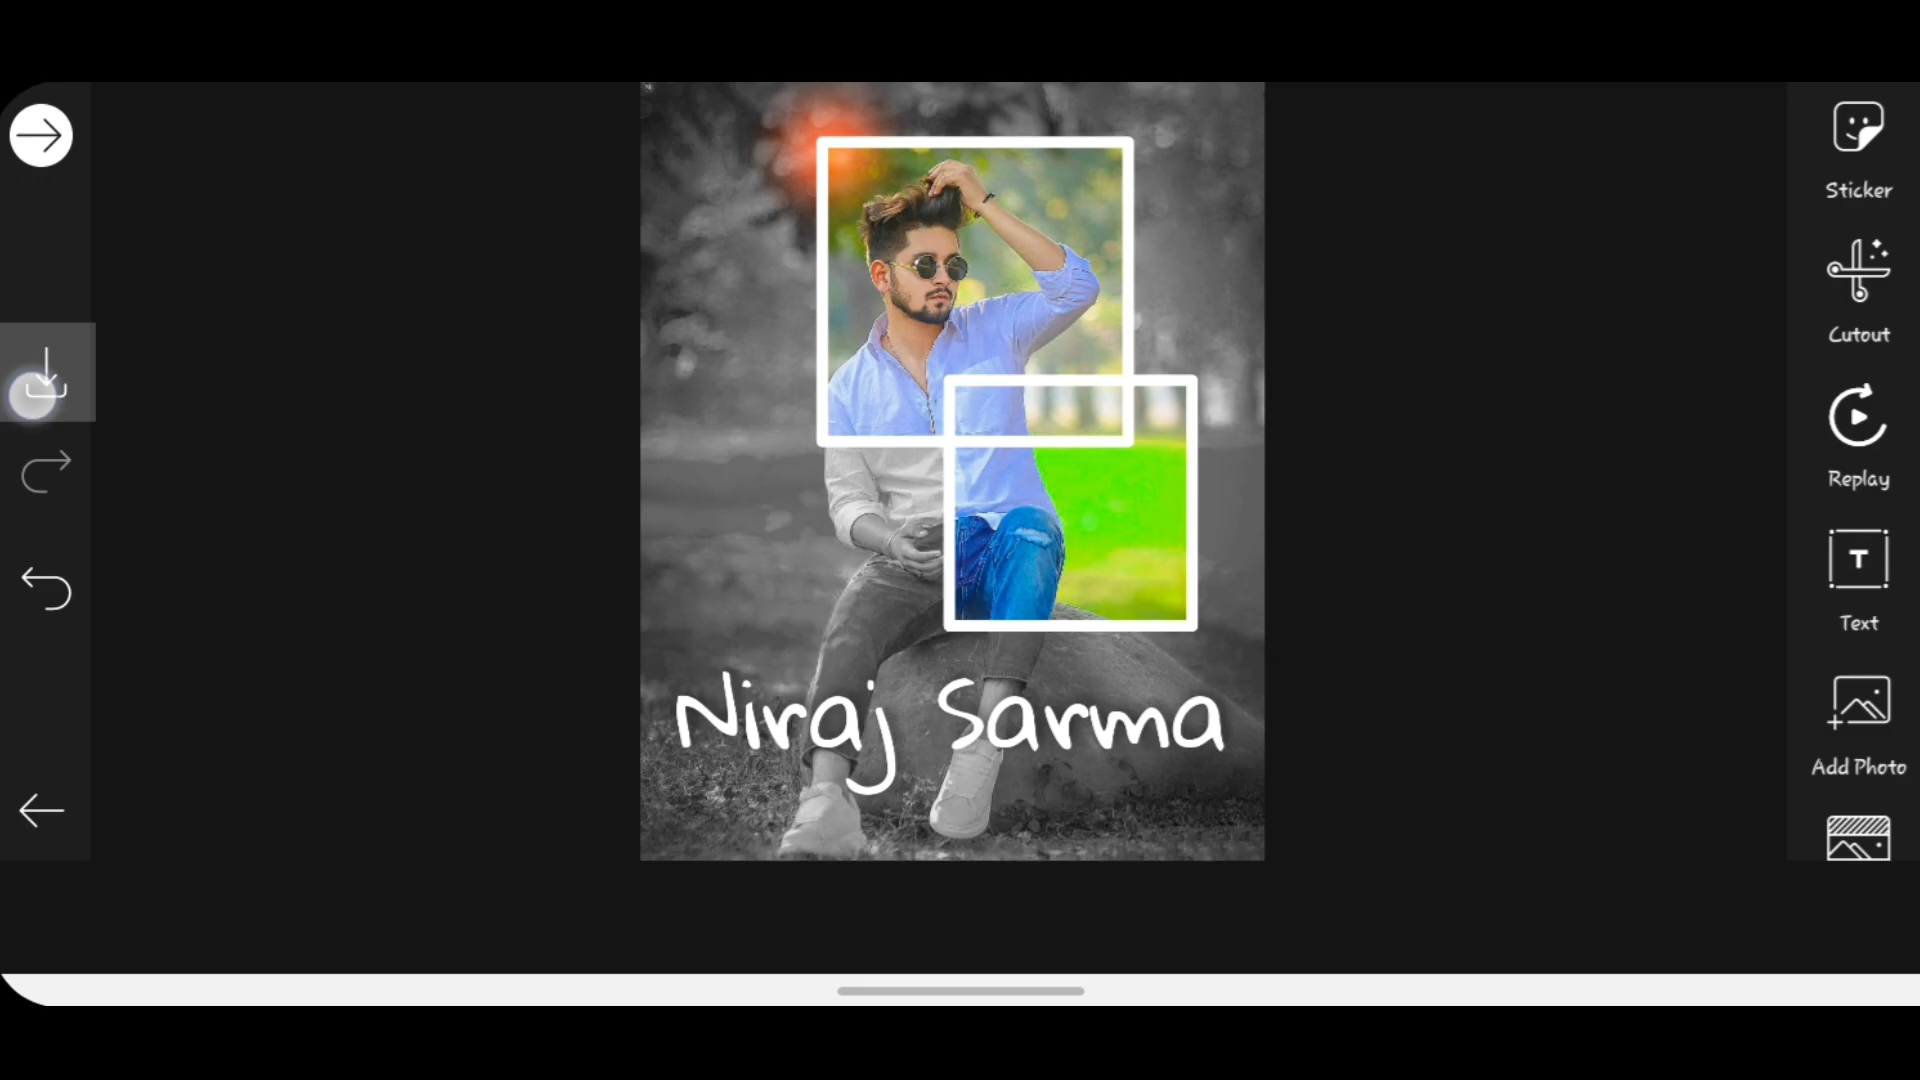 Sticker
Cutout
Replay
T
Text
Add Photo
Niraj Sarma